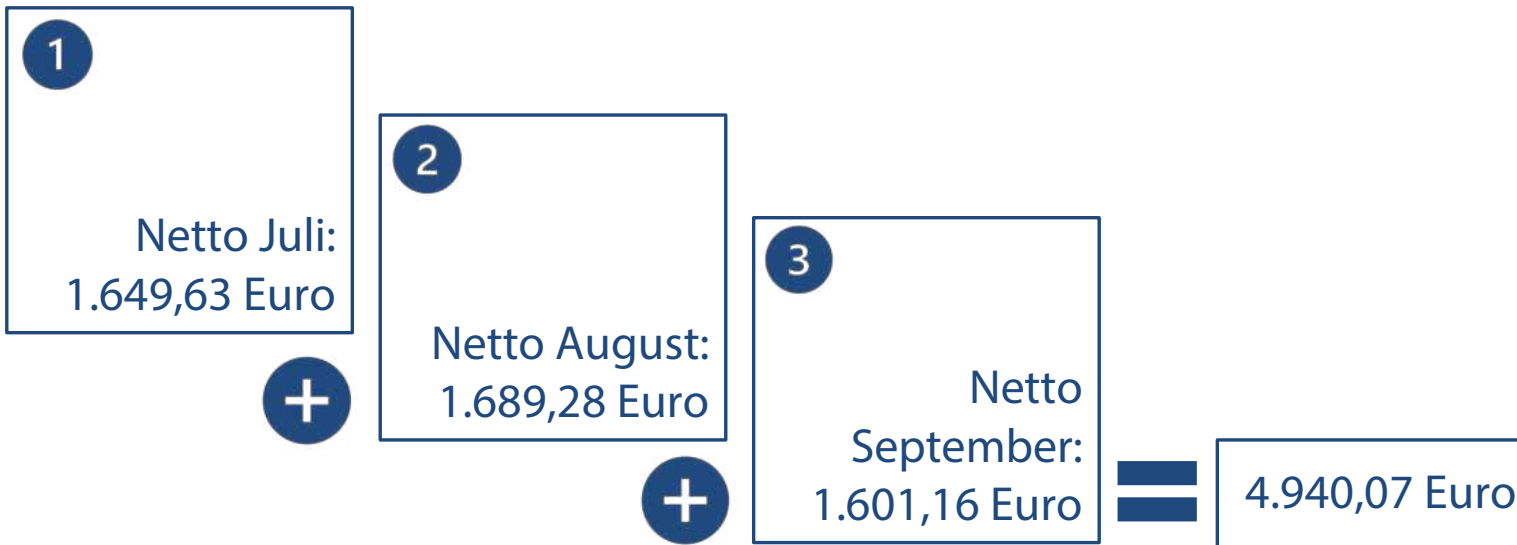 1
Netto Juli:
1.649,63 Euro
+
2
Netto August:
1.689,28 Euro
+
3
Netto
September:
1.601,16 Euro
=
4.940,07 Euro